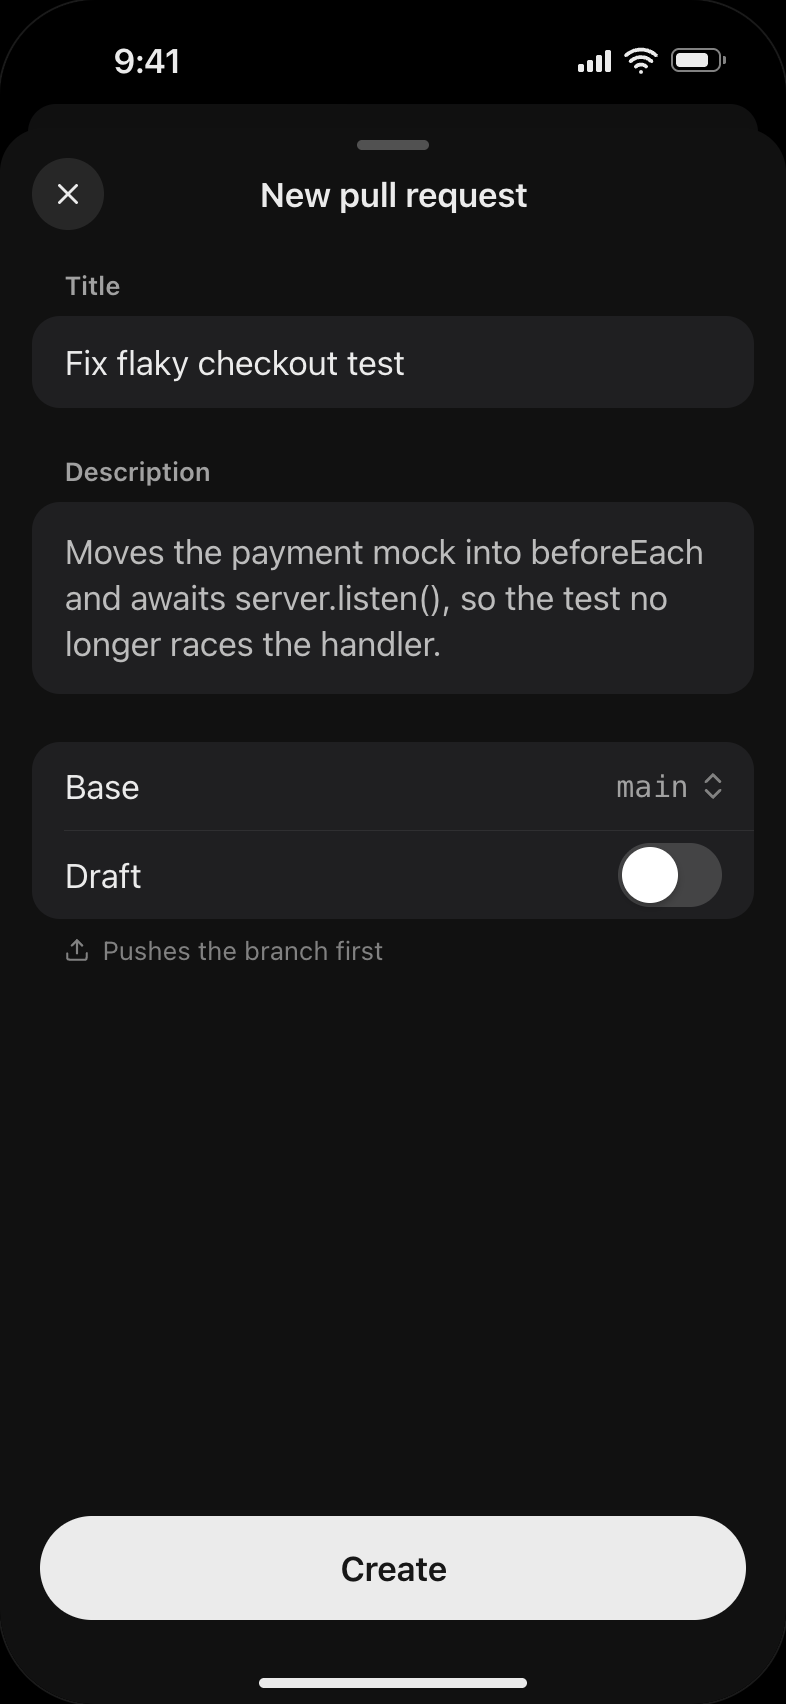 9:41
New pull request
Title
Fix flaky checkout test
Description
Moves the payment mock into beforeEach
and awaits server.listen(), so the test no
longer races the handler.
Base
main
Draft
Pushes the branch first
Create